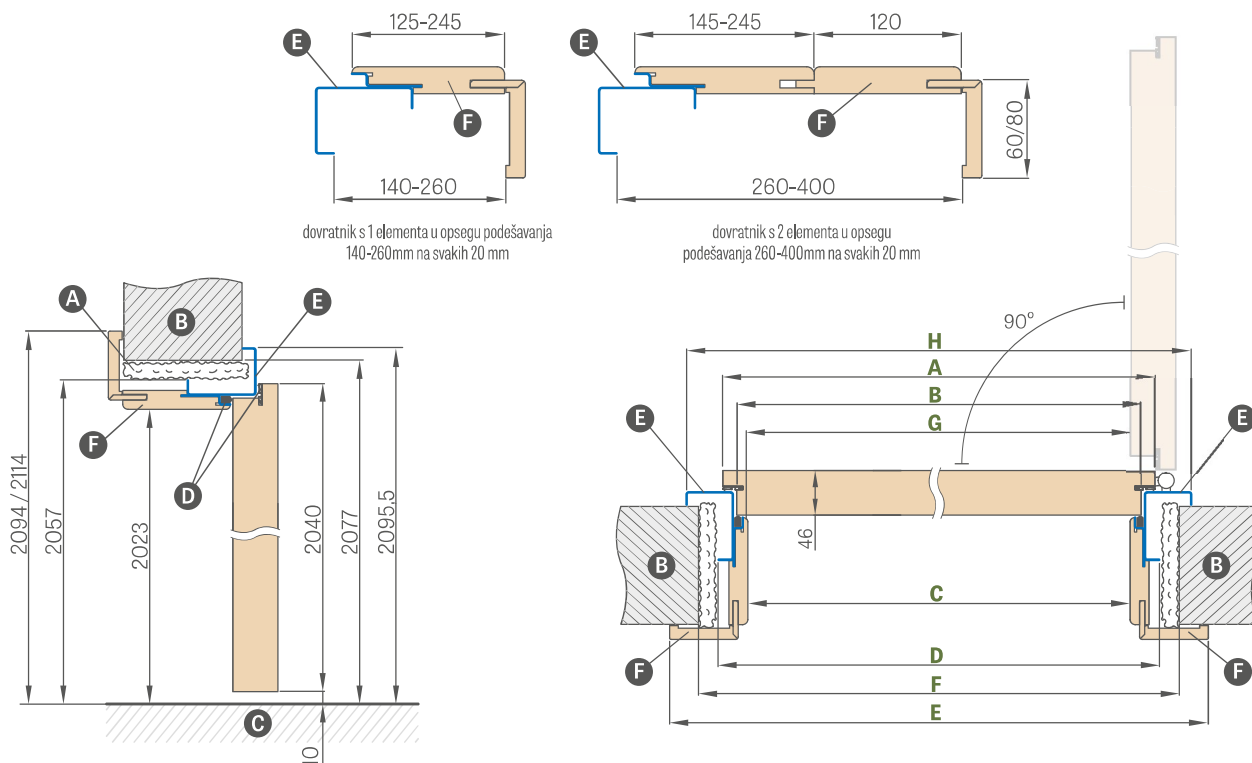 125-245
145-245
120
E
E
F
F
60/80
140-260
260-400
dovratnik s 1 elementa u opsegu podešavanja
140-260mm na svakih 20 mm
dovratnik s 2 elementa u opsegu
podešavanja 260-400mm na svakih 20 mm
A
B
E
F
D
C
2094/2114
2057
2023
2040
2077
2095,5
10
90°
H
A
B
G
E
E
46
B
B
C
D
F
F
F
E